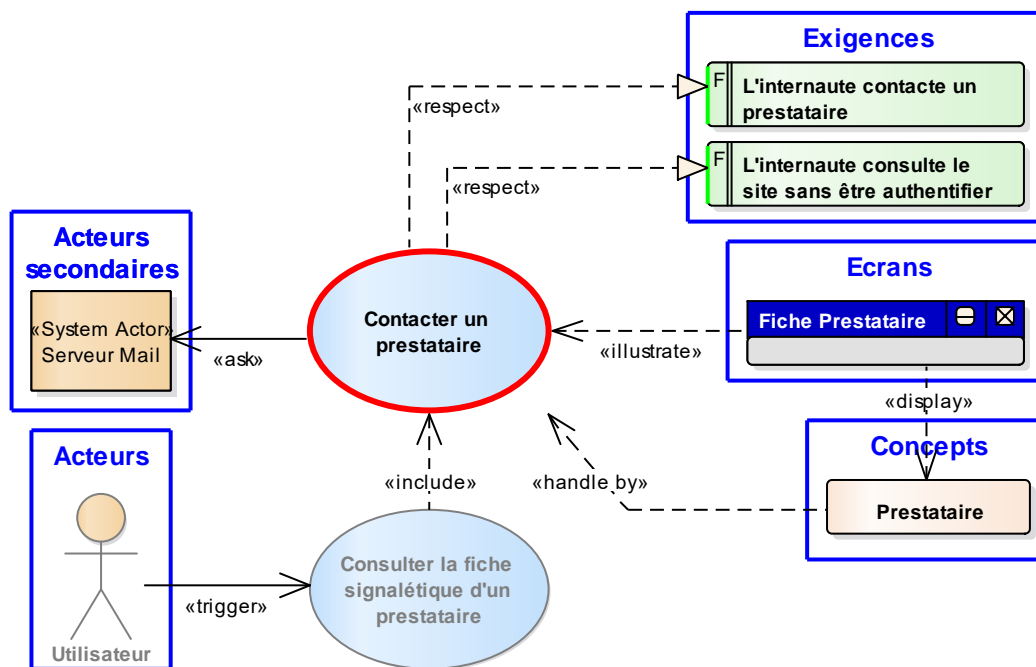 Exigences
F
L'internaute contacte un
prestataire
«respect»
F
L'internaute consulte le
site sans être authentifier
«respect»
Acteurs
secondaires
«System Actor»
Serveur Mail
«ask»
Contacter un
prestataire
Ecrans
Fiche Prestataire
«illustrate»
«display»
Acteurs
Utilisateur
«trigger»
«include»
Consulter la fiche
signalétique d'un
prestataire
«handle by»
Concepts
Prestataire